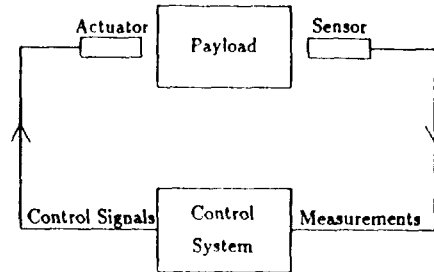 Actuator
Payload
Sensor
Control Signals
Control
System
Measurements